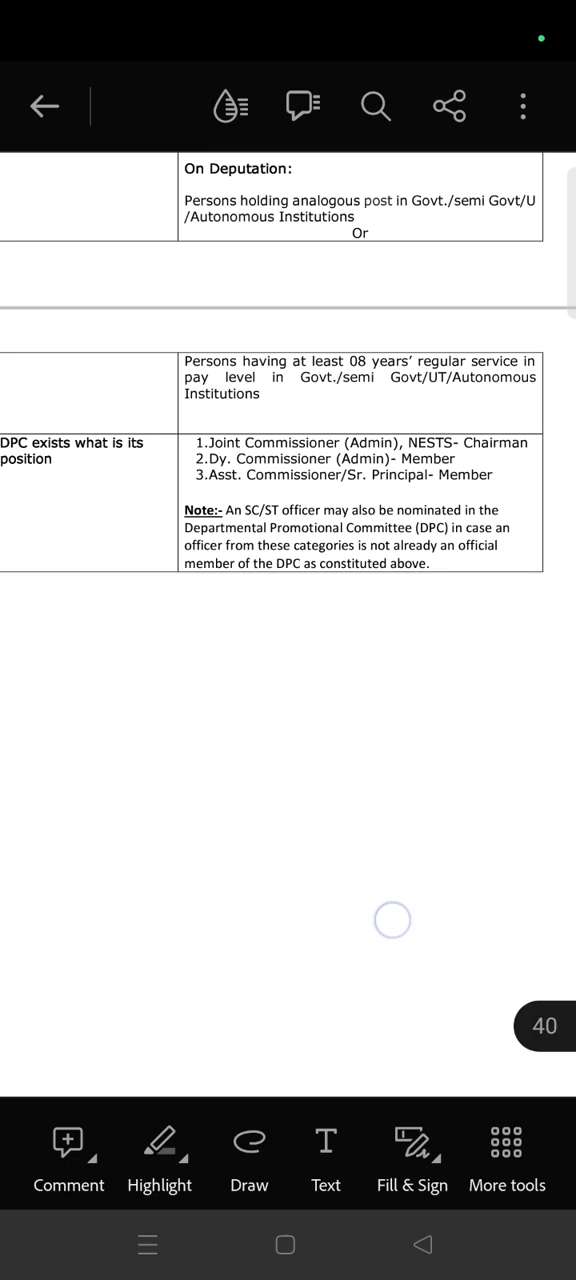 On Deputation:
Persons holding analogous post in Govt./semi Govt/U
/Autonomous Institutions
Or
Persons having at least 08 years’ regular service in
pay level in Govt./semi Govt/UT/Autonomous
Institutions
DPC exists what is its
position
1.Joint Commissioner (Admin), NESTS- Chairman
2.Dy. Commissioner (Admin)- Member
3.Asst. Commissioner/Sr. Principal- Member
Note:- An SC/ST officer may also be nominated in the
Departmental Promotional Committee (DPC) in case an
officer from these categories is not already an official
member of the DPC as constituted above.
40
Comment Highlight Draw Text Fill & Sign More tools